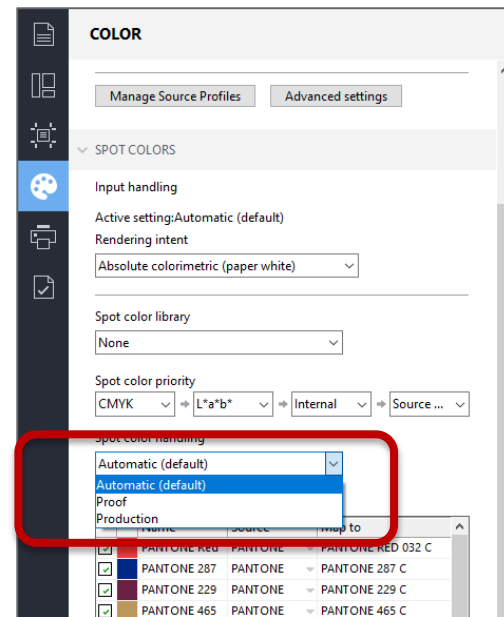 COLOR
Manage Source Profiles Advanced settings
SPOT COLORS
Input handling
Active setting:Automatic (default)
Rendering intent
Absolute colorimetric (paper white)
Spot color library
None
Spot color priority
CMYK L*a*b* Internal Source ...
Spot color handling
Automatic (default)
Automatic (default)
Proof
Production
Name Source Map to
PANTONE Red PANTONE PANTONE RED 032 C
PANTONE 287 PANTONE PANTONE 287 C
PANTONE 229 PANTONE PANTONE 229 C
PANTONE 465 PANTONE PANTONE 465 C